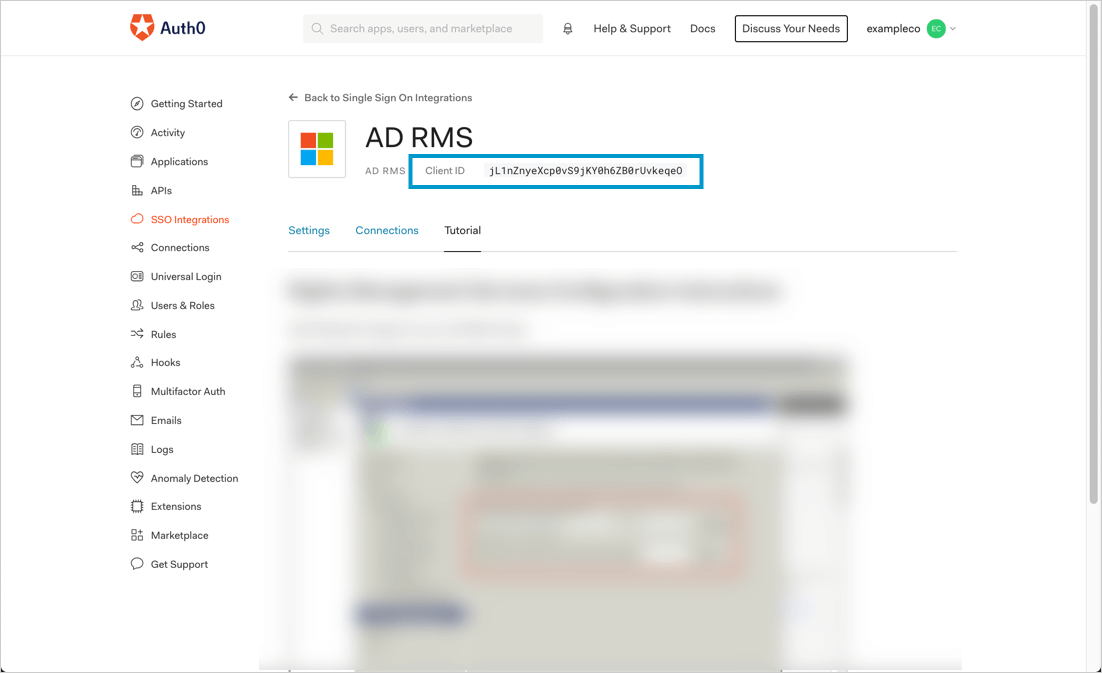 Auth0
Search apps, users, and marketplace
Help & Support
Docs
Discuss Your Needs
exampleco
EC
Getting Started
Activity
Applications
APIs
SSO Integrations
Connections
Universal Login
Users & Roles
Rules
Hooks
Multifactor Auth
Emails
Logs
Anomaly Detection
Extensions
Marketplace
Get Support
Back to Single Sign On Integrations
AD RMS
AD RMS Client ID jL1nZnyeXcp0vS9jKY0h6ZB0rUvkeqeO
Settings Connections Tutorial